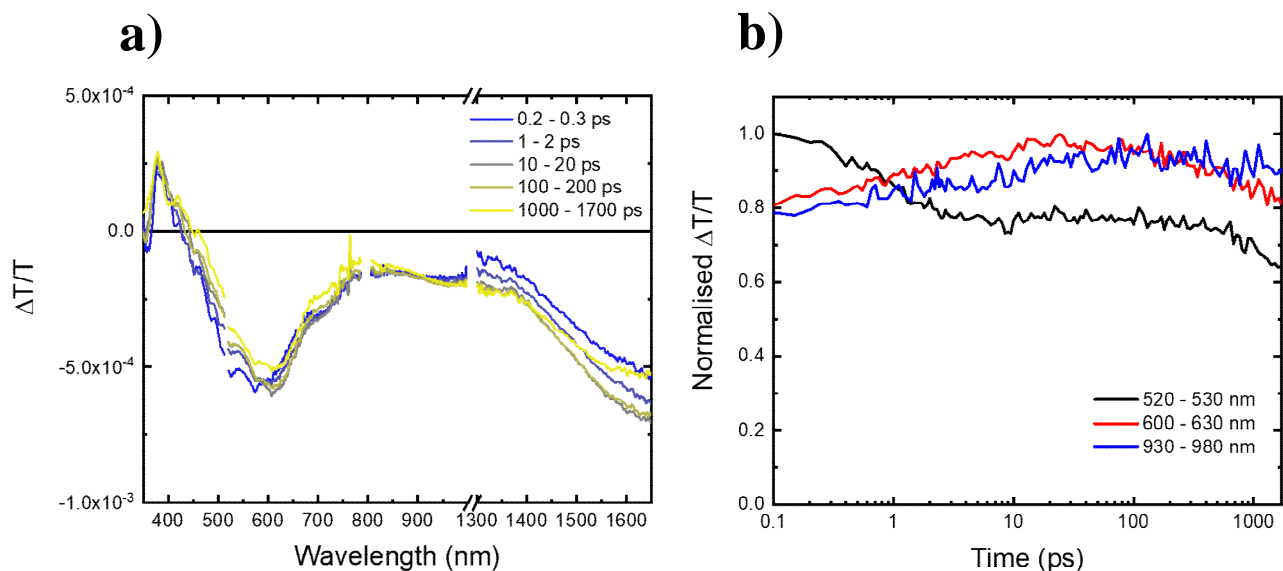 a)
5.0x10⁻⁴
0.0
-5.0x10⁻⁴
-1.0x10⁻³
ΔT/T
0.2 - 0.3 ps
1 - 2 ps
10 - 20 ps
100 - 200 ps
1000 - 1700 ps
400 500 600 700 800 900 1300 1400 1500 1600
Wavelength (nm)
b)
1.0
0.8
0.6
0.4
0.2
0.0
Normalised ΔT/T
520 - 530 nm
600 - 630 nm
930 - 980 nm
0.1 1 10 100 1000
Time (ps)